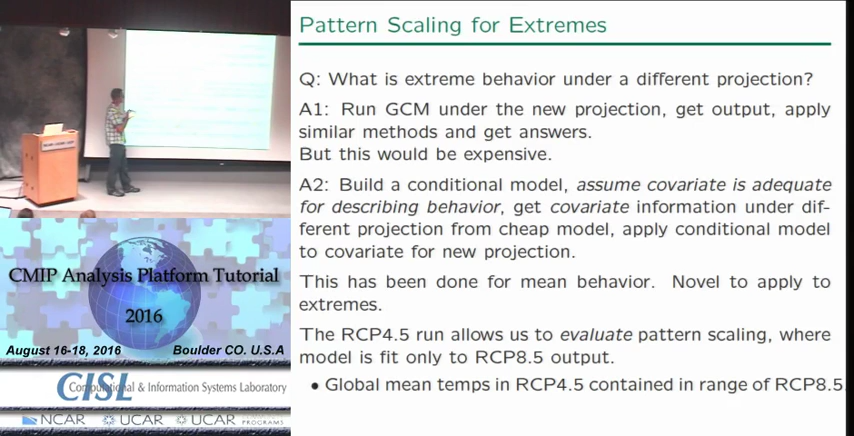 Pattern Scaling for Extremes
Q: What is extreme behavior under a different projection?
A1: Run GCM under the new projection, get output, apply
similar methods and get answers.
But this would be expensive.
A2: Build a conditional model, assume covariate is adequate
for describing behavior, get covariate information under dif-
ferent projection from cheap model, apply conditional model
to covariate for new projection.
This has been done for mean behavior. Novel to apply to
extremes.
The RCP4.5 run allows us to evaluate pattern scaling, where
model is fit only to RCP8.5 output.
• Global mean temps in RCP4.5 contained in range of RCP8.5
CMIP Analysis Platform Tutorial
2016
August 16-18, 2016 Boulder CO. U.S.A
CISL
Computational & Information Systems Laboratory
NCAR UCAR UCAR PROGRAMS